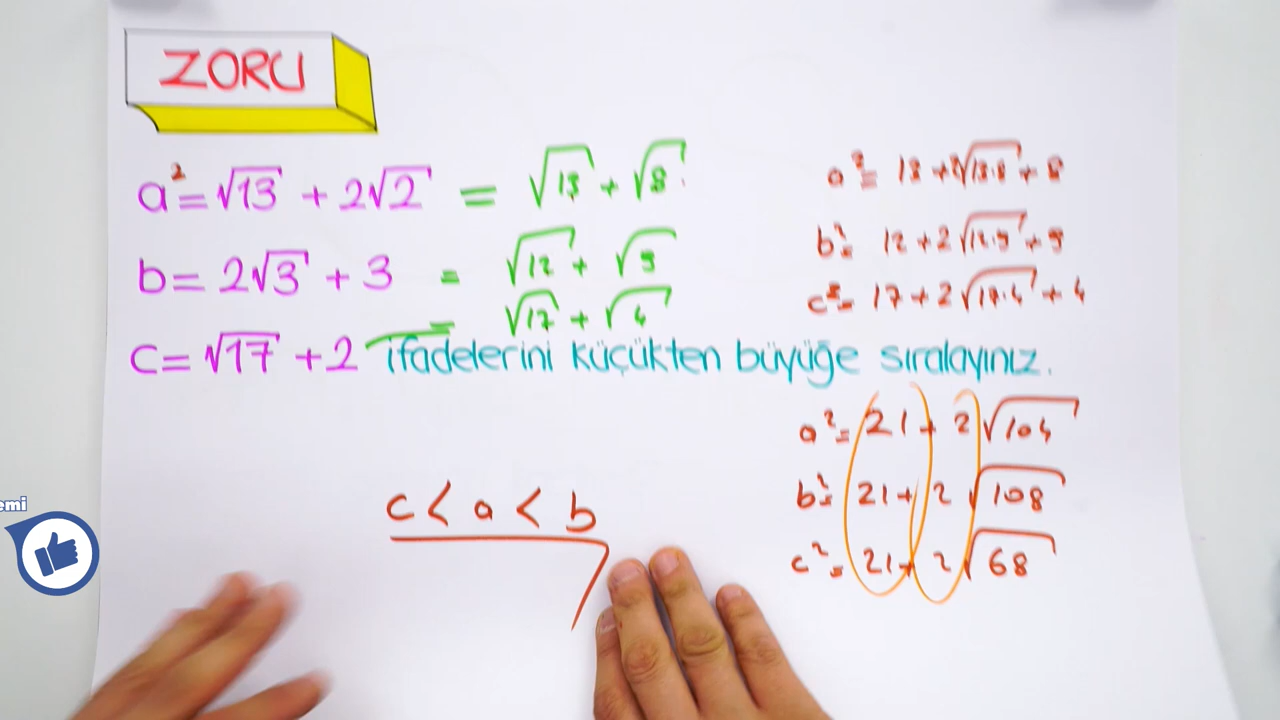 ZORU
a² = √13 + 2√2 = √13 + √8
b = 2√3 + 3 = √12 + √9
= √17 + √4
c = √17 + 2 ifadelerini küçükten büyüğe sıralayınız.
a² = 13 + 2√13.8 + 8
b² = 12 + 2√12.9 + 9
c² = 17 + 2√17.4 + 4
a² = 21 + 2√104
b² = 21 + 2√108
c² = 21 + 2√68
c < a < b
emi